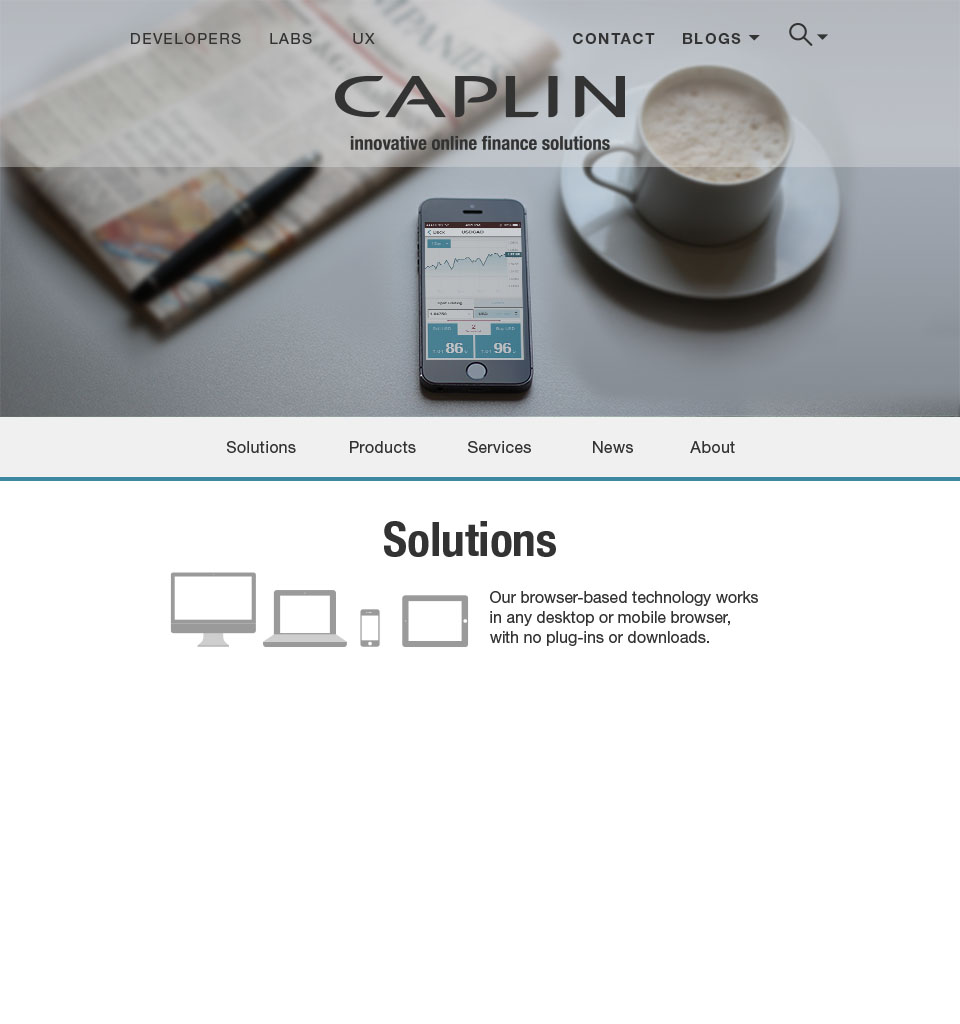 DEVELOPERS LABS UX CONTACT BLOGS
CAPLIN
innovative online finance solutions
86 96
Solutions Products Services News About
Solutions
Our browser-based technology works
in any desktop or mobile browser,
with no plug-ins or downloads.